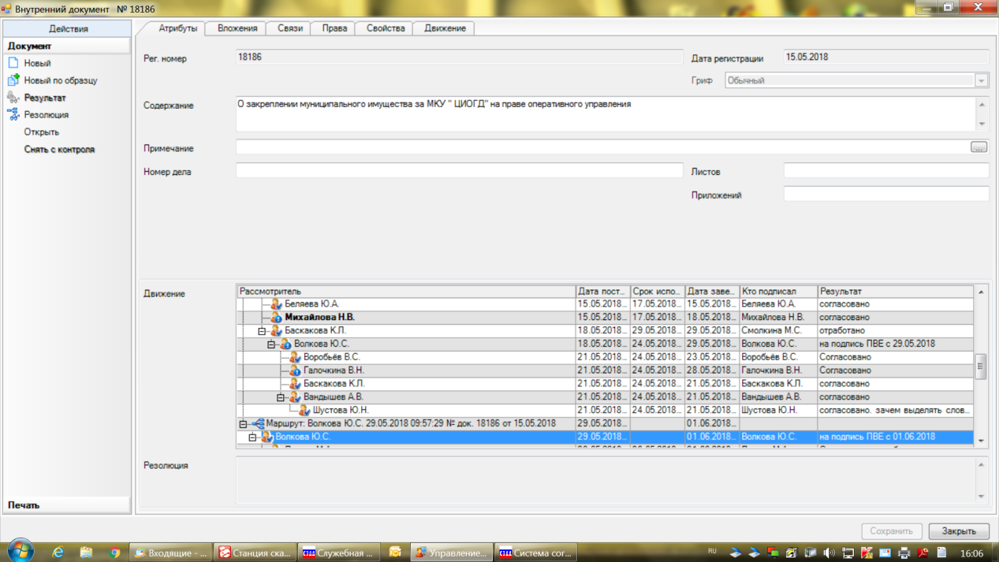 Внутренний документ № 18186
Действия
Документ
Новый
Новый по образцу
Результат
Резолюция
Открыть
Снять с контроля
Печать
Атрибуты Вложения Связи Права Свойства Движение
Рег. номер 18186 Дата регистрации 15.05.2018
Гриф Обычный
Содержание О закреплении муниципального имущества за МКУ " ЦИОГД" на праве оперативного управления
Примечание ...
Номер дела Листов
Приложений
Движение
Рассмотритель Дата пост... Срок испо... Дата заве... Кто подписал Результат
Беляева Ю.А. 15.05.2018... 17.05.2018... 15.05.2018... Беляева Ю.А. согласовано
Михайлова Н.В. 15.05.2018... 17.05.2018... 18.05.2018... Михайлова Н.В. согласовано
Баскакова К.Л. 18.05.2018... 29.05.2018... 29.05.2018... Смолкина М.С. отработано
Волкова Ю.С. 18.05.2018... 24.05.2018... 29.05.2018... Волкова Ю.С. на подпись ПВЕ с 29.05.2018
Воробьёв В.С. 21.05.2018... 24.05.2018... 23.05.2018... Воробьёв В.С. Согласовано
Галочкина В.Н. 21.05.2018... 24.05.2018... 28.05.2018... Галочкина В.Н. Согласовано
Баскакова К.Л. 21.05.2018... 24.05.2018... 21.05.2018... Баскакова К.Л. согласовано
Вандышев А.В. 21.05.2018... 24.05.2018... 21.05.2018... Вандышев А.В. согласовано
Шустова Ю.Н. 21.05.2018... 24.05.2018... 21.05.2018... Шустова Ю.Н. согласовано. зачем выделять слов...
Маршрут: Волкова Ю.С. 29.05.2018 09:57:29 № док. 18186 от 15.05.2018 29.05.2018... 01.06.2018...
Волкова Ю.С. 29.05.2018... 01.06.2018... Волкова Ю.С. на подпись ПВЕ с 01.06.2018
Резолюция
Сохранить Закрыть
Входящие - ... Станция ска... Служебная ... Управление... Система сог... RU 16:06